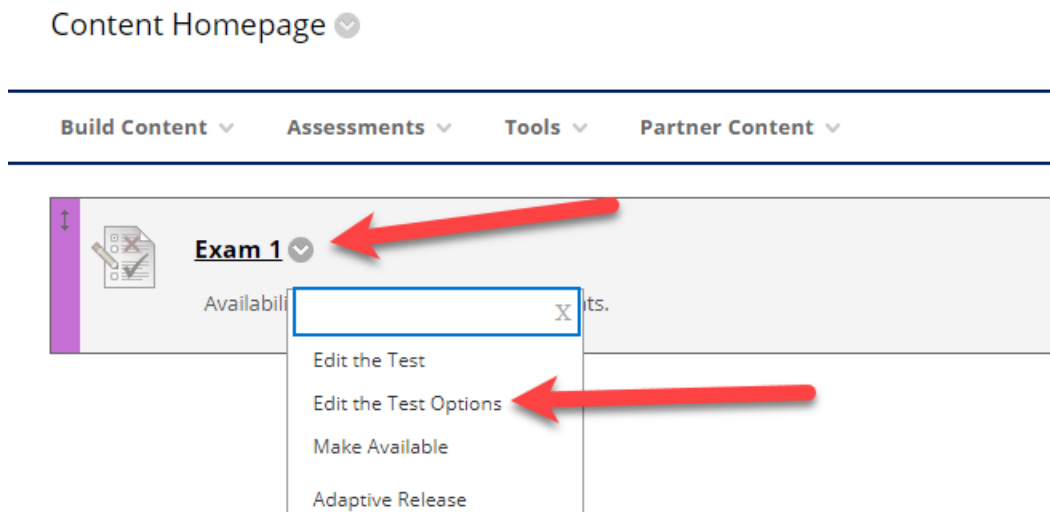 Content Homepage
Build Content Assessments Tools Partner Content
Exam 1
Availabili ts.
X
Edit the Test
Edit the Test Options
Make Available
Adaptive Release